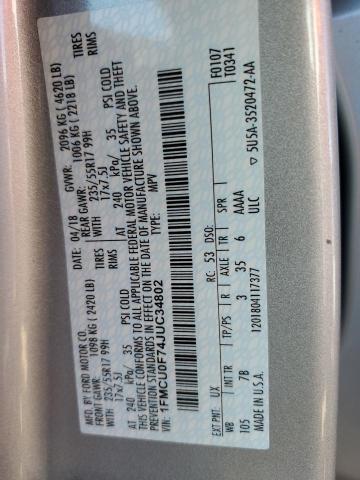 MFD. BY FORD MOTOR CO.
DATE: 04/18 GVWR: 2096 KG ( 4620 LB)
FRONT GAWR: 1098 KG ( 2420 LB) REAR GAWR: 1006 KG ( 2218 LB)
WITH 235/55R17 99H TIRES WITH 235/55R17 99H TIRES
17x7.5J RIMS 17x7.5J RIMS
AT 240 kPa/ 35 PSI COLD AT 240 kPa/ 35 PSI COLD
THIS VEHICLE CONFORMS TO ALL APPLICABLE FEDERAL MOTOR VEHICLE SAFETY AND THEFT
PREVENTION STANDARDS IN EFFECT ON THE DATE OF MANUFACTURE SHOWN ABOVE.
VIN: 1FMCU0F74JUC34802
TYPE: MPV
F0107
T0341
EXT PNT: UX RC: 53 DSO:
WB INT TR TP/PS R AXLE TR SPR
105 7B 3 35 6 AAAA
ULC
MADE IN U.S.A. 1201804117377
▽ 5U5A-3520472-AA